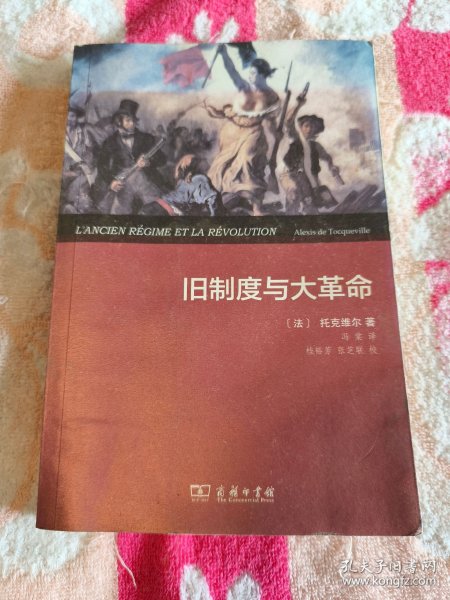 L'ANCIEN RÉGIME ET LA RÉVOLUTION Alexis de Tocqueville
旧制度与大革命
〔法〕 托克维尔 著
冯棠 译
桂裕芳 张芝联 校
商务印书馆
The Commercial Press
孔夫子旧书网
www.kongfz.com